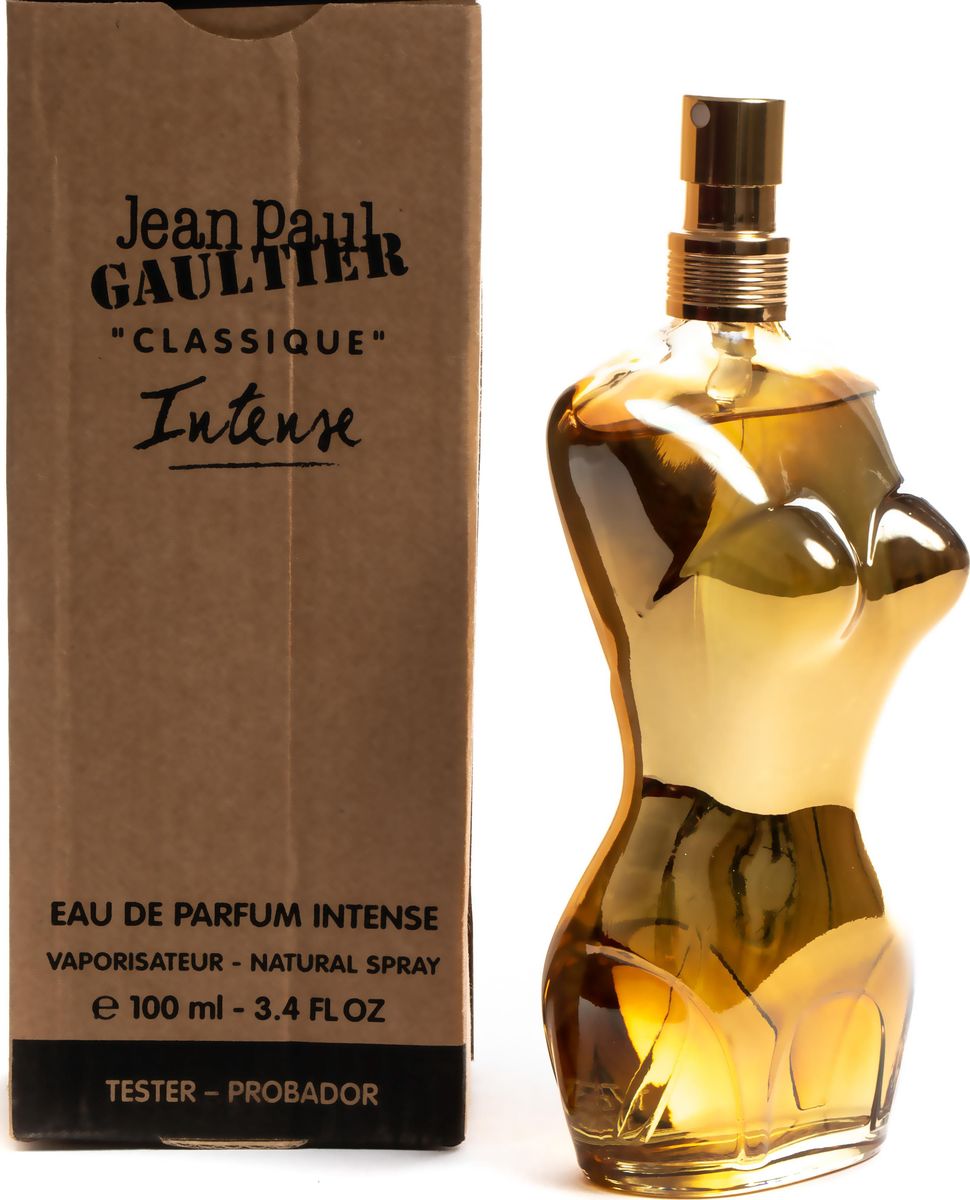 Jean Paul
GAULTIER
"CLASSIQUE"
Intense
EAU DE PARFUM INTENSE
VAPORISATEUR - NATURAL SPRAY
℮ 100 ml - 3.4 FL OZ
TESTER – PROBADOR